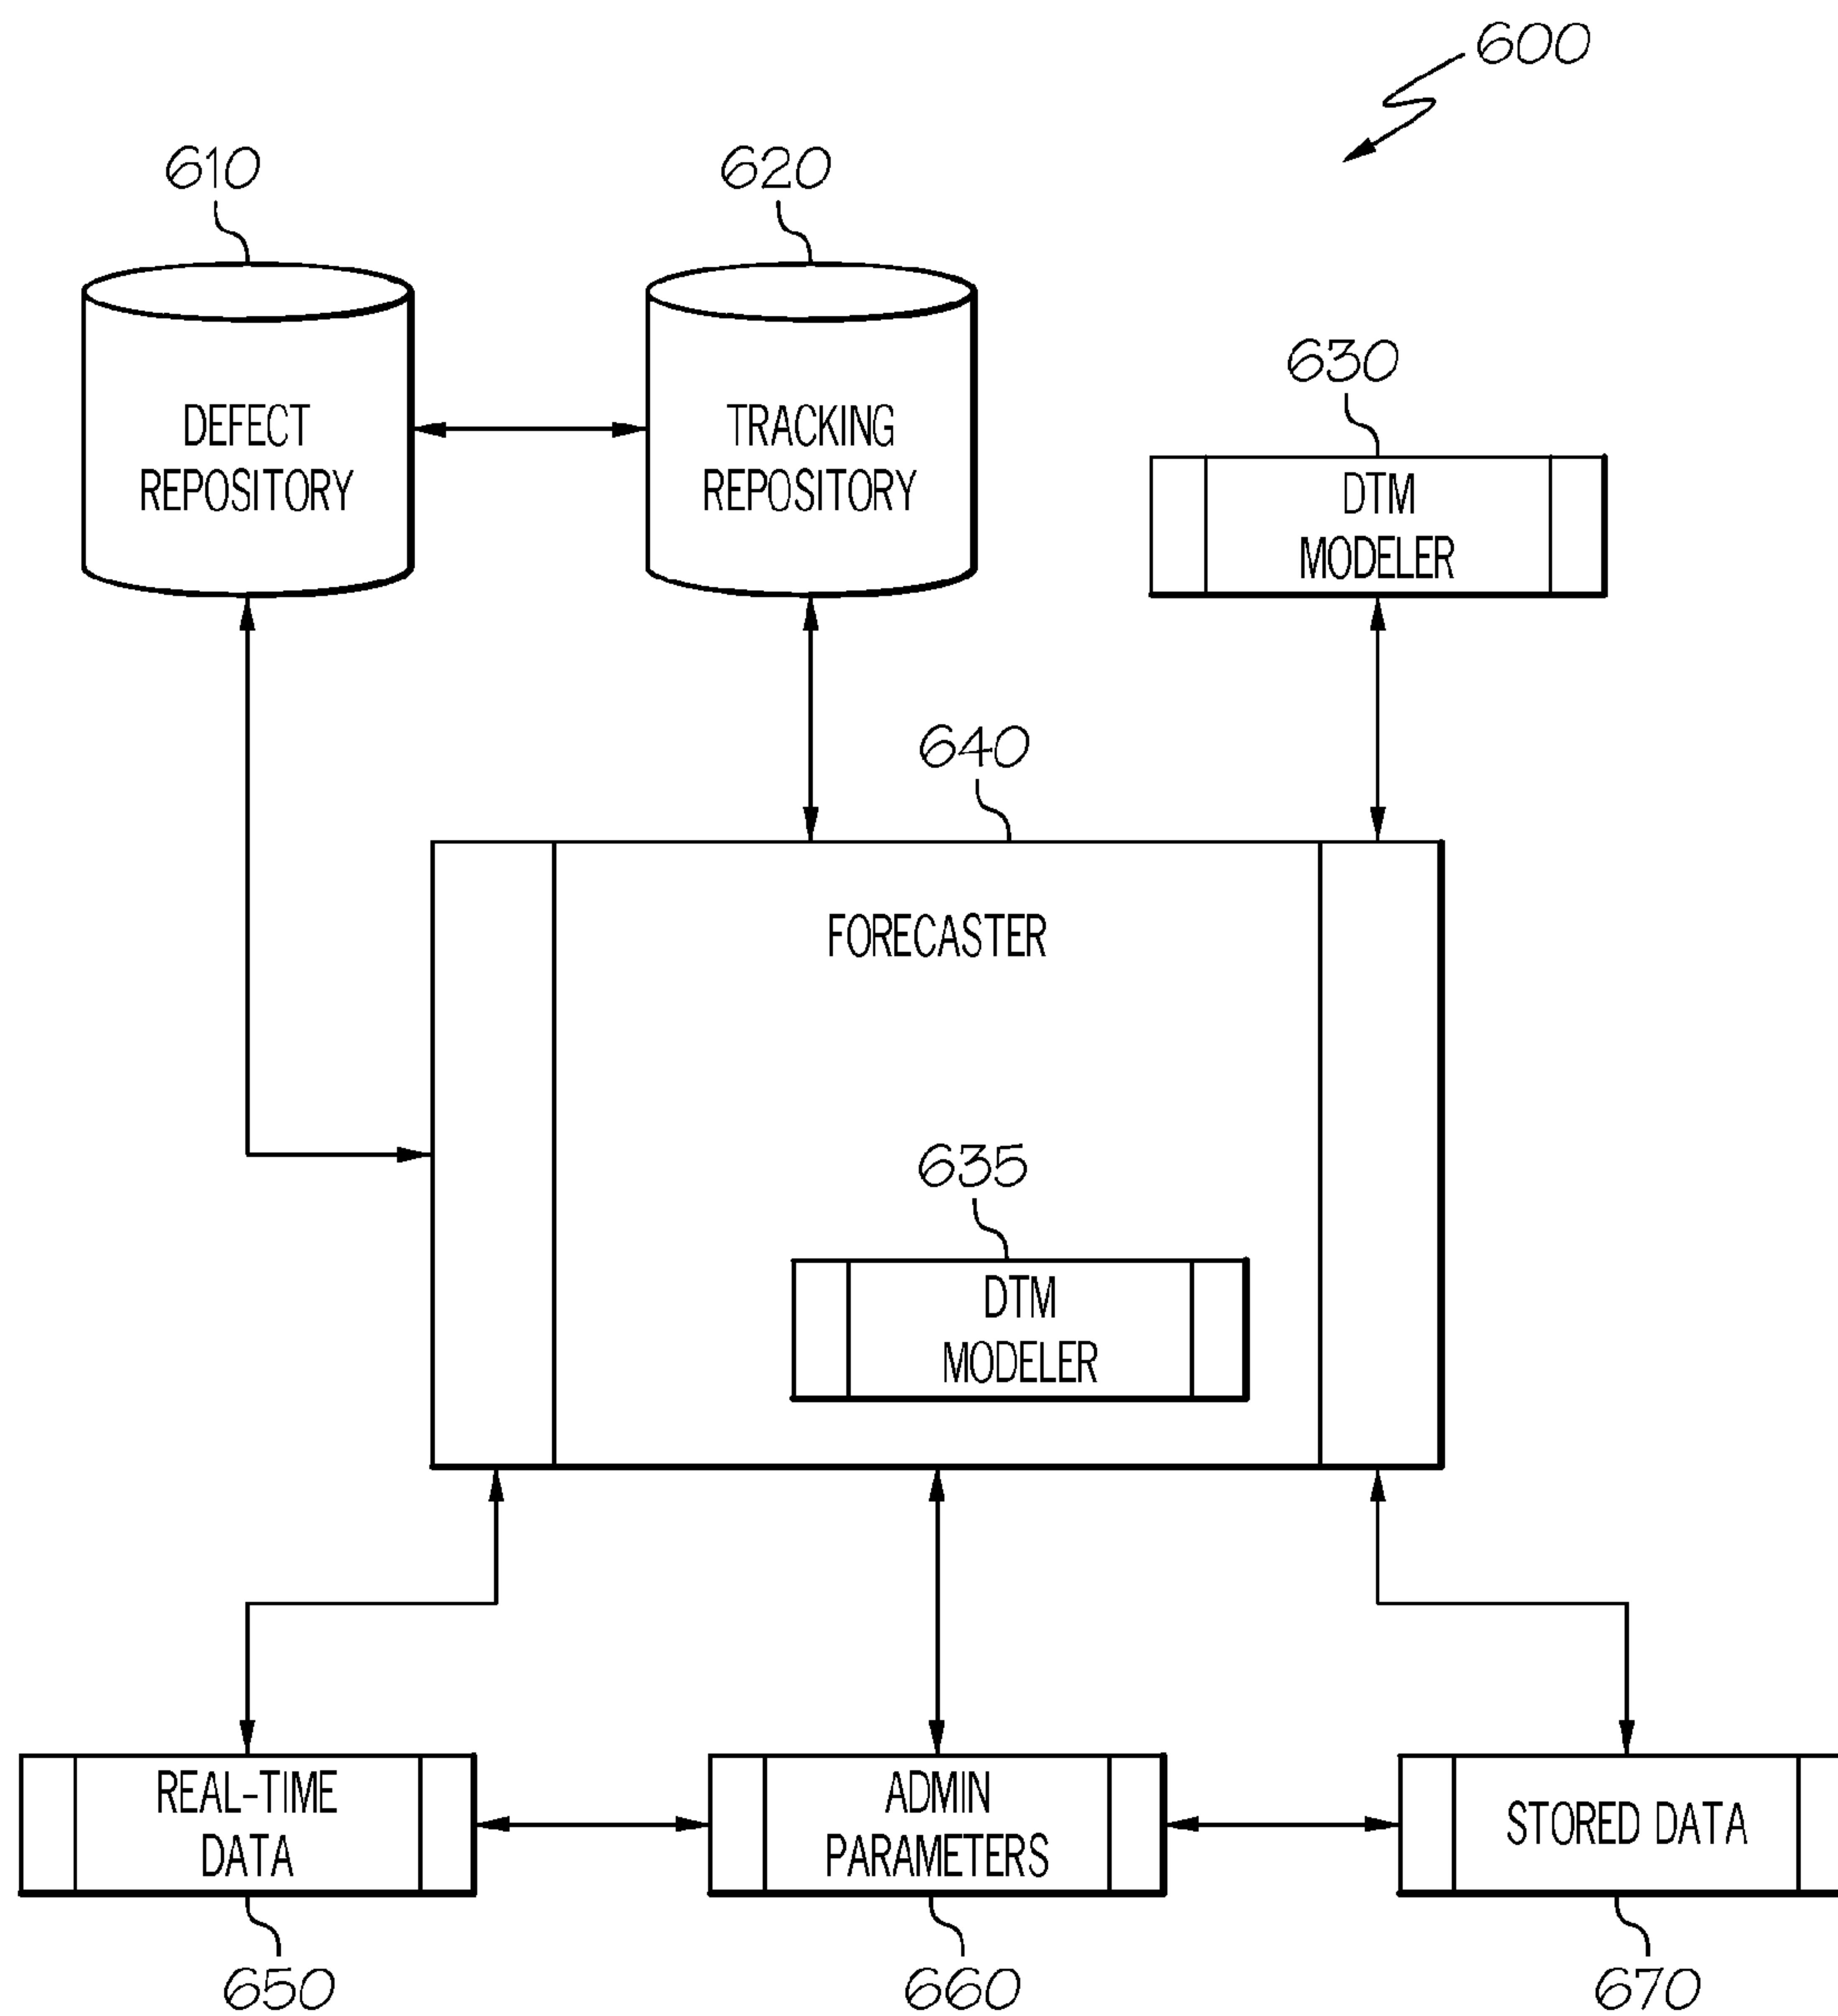 600
610
620
DEFECT
REPOSITORY
TRACKING
REPOSITORY
630
DTM
MODELER
640
FORECASTER
635
DTM
MODELER
REAL-TIME
DATA
ADMIN
PARAMETERS
STORED DATA
650
660
670